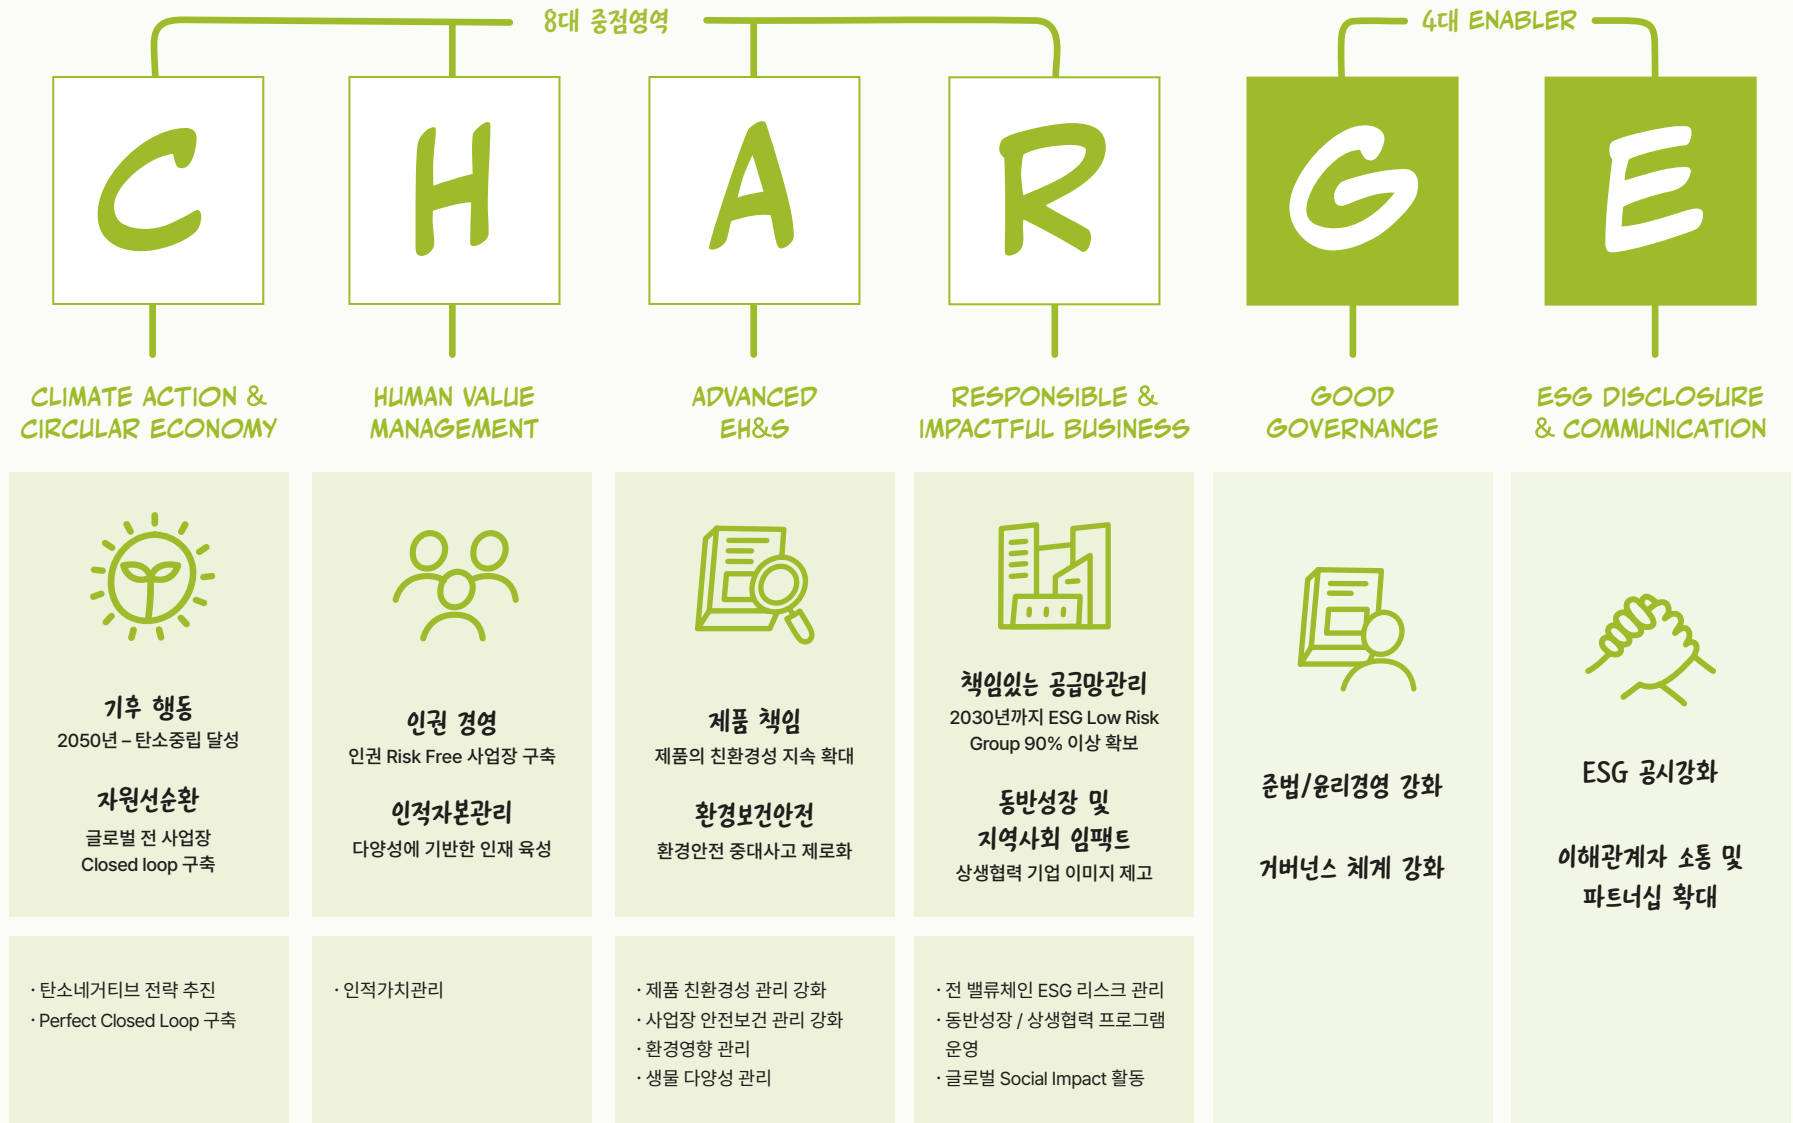 8대 중점영역
4대 ENABLER
C
H
A
R
G
E
CLIMATE ACTION &
CIRCULAR ECONOMY
HUMAN VALUE
MANAGEMENT
ADVANCED
EH&S
RESPONSIBLE &
IMPACTFUL BUSINESS
GOOD
GOVERNANCE
ESG DISCLOSURE
& COMMUNICATION
기후 행동
2050년 – 탄소중립 달성
자원선순환
글로벌 전 사업장
Closed loop 구축
인권 경영
인권 Risk Free 사업장 구축
인적자본관리
다양성에 기반한 인재 육성
제품 책임
제품의 친환경성 지속 확대
환경보건안전
환경안전 중대사고 제로화
책임있는 공급망관리
2030년까지 ESG Low Risk
Group 90% 이상 확보
동반성장 및
지역사회 임팩트
상생협력 기업 이미지 제고
준법/윤리경영 강화
거버넌스 체계 강화
ESG 공시강화
이해관계자 소통 및
파트너십 확대
· 탄소네거티브 전략 추진
· Perfect Closed Loop 구축
· 인적가치관리
· 제품 친환경성 관리 강화
· 사업장 안전보건 관리 강화
· 환경영향 관리
· 생물 다양성 관리
· 전 밸류체인 ESG 리스크 관리
· 동반성장 / 상생협력 프로그램
운영
· 글로벌 Social Impact 활동